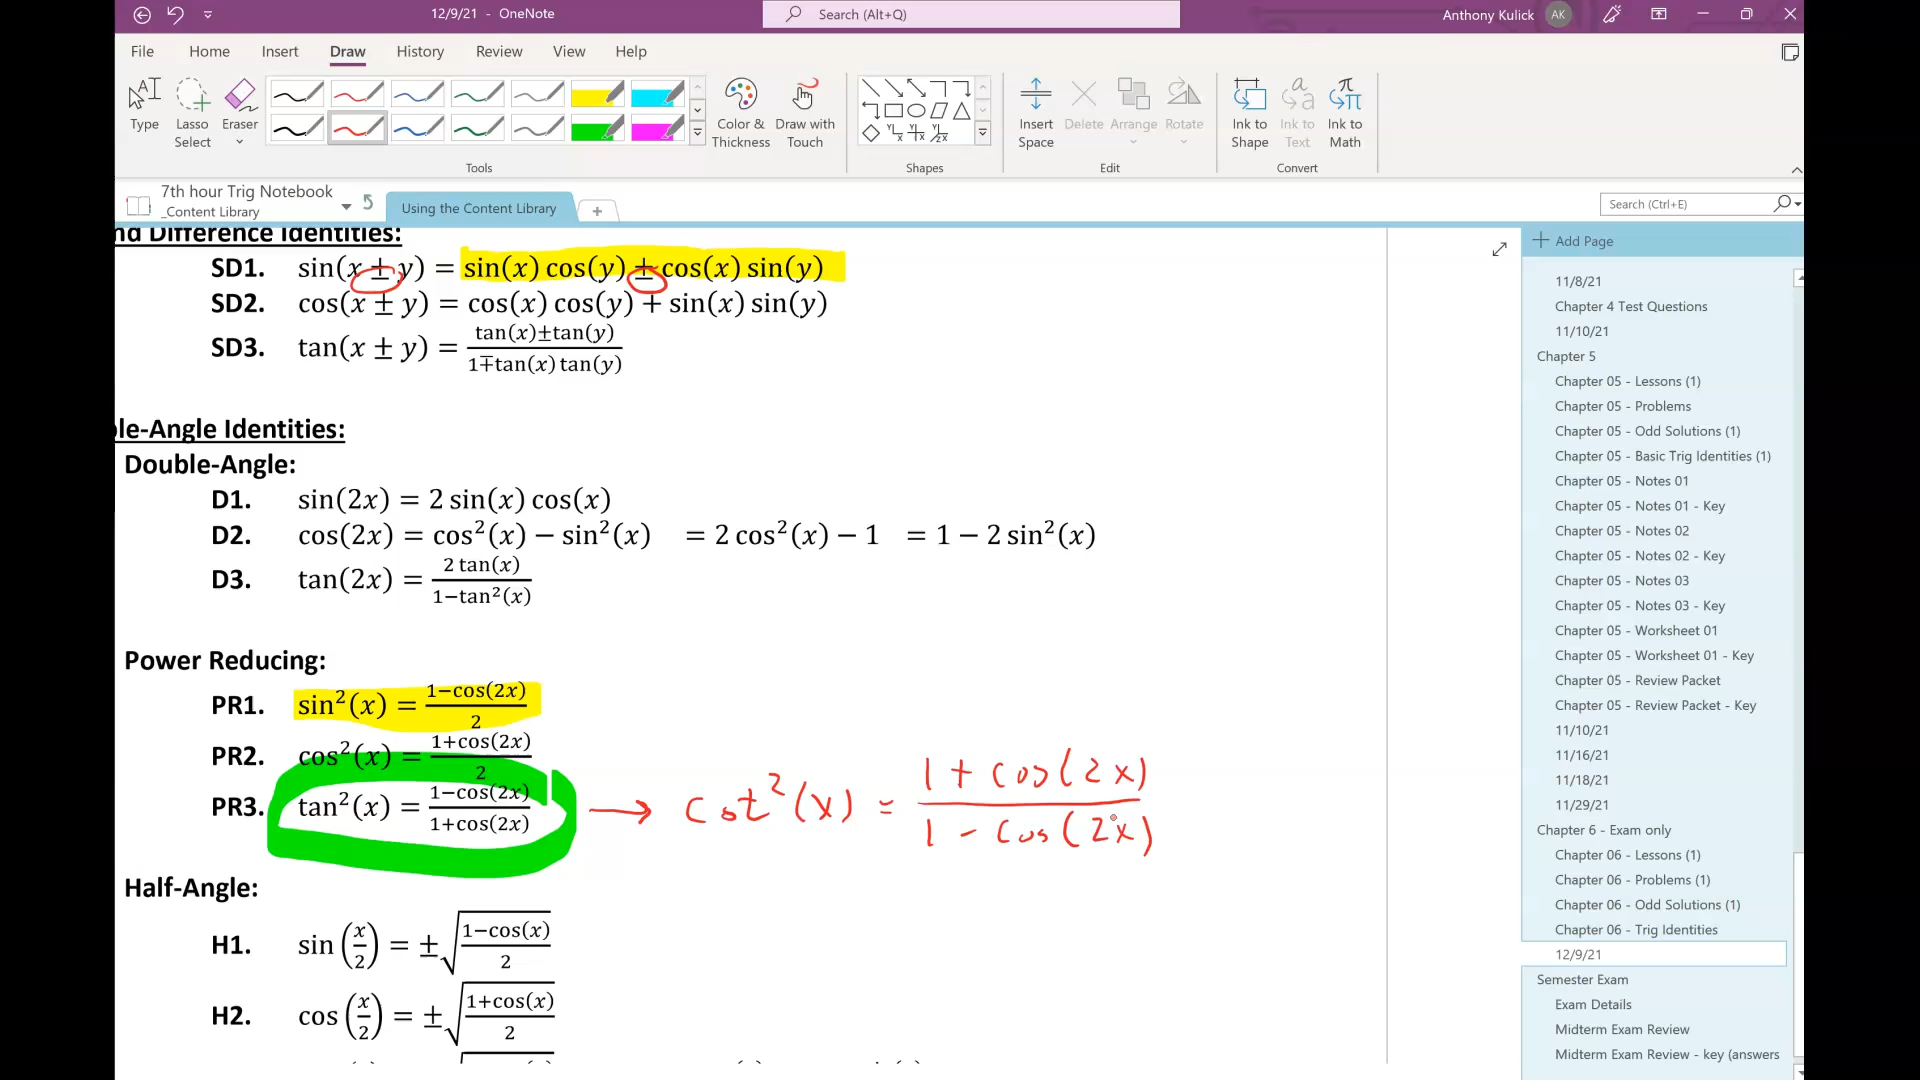 12/9/21 - OneNote
Search (Alt+Q)
Anthony Kulick AK
File Home Insert Draw History Review View Help
Type
Lasso Select
Eraser
Color & Thickness
Draw with Touch
Insert Space
Delete
Arrange
Rotate
Ink to Shape
Ink to Text
Ink to Math
Tools
Shapes
Edit
Convert
7th hour Trig Notebook
_Content Library
Using the Content Library
Search (Ctrl+E)
nd Difference Identities:
SD1. sin(x ± y) = sin(x) cos(y) ± cos(x) sin(y)
SD2. cos(x ± y) = cos(x) cos(y) ∓ sin(x) sin(y)
SD3. tan(x ± y) = tan(x)±tan(y) / 1∓tan(x) tan(y)
le-Angle Identities:
Double-Angle:
D1. sin(2x) = 2 sin(x) cos(x)
D2. cos(2x) = cos²(x) − sin²(x) = 2 cos²(x) − 1 = 1 − 2 sin²(x)
D3. tan(2x) = 2 tan(x) / 1−tan²(x)
Power Reducing:
PR1. sin²(x) = 1−cos(2x) / 2
PR2. cos²(x) = 1+cos(2x) / 2
PR3. tan²(x) = 1−cos(2x) / 1+cos(2x) → cot²(x) = 1 + cos(2x) / 1 - cos(2x)
Half-Angle:
H1. sin(x/2) = ±√(1−cos(x) / 2)
H2. cos(x/2) = ±√(1+cos(x) / 2)
Add Page
11/8/21
Chapter 4 Test Questions
11/10/21
Chapter 5
Chapter 05 - Lessons (1)
Chapter 05 - Problems
Chapter 05 - Odd Solutions (1)
Chapter 05 - Basic Trig Identities (1)
Chapter 05 - Notes 01
Chapter 05 - Notes 01 - Key
Chapter 05 - Notes 02
Chapter 05 - Notes 02 - Key
Chapter 05 - Notes 03
Chapter 05 - Notes 03 - Key
Chapter 05 - Worksheet 01
Chapter 05 - Worksheet 01 - Key
Chapter 05 - Review Packet
Chapter 05 - Review Packet - Key
11/10/21
11/16/21
11/18/21
11/29/21
Chapter 6 - Exam only
Chapter 06 - Lessons (1)
Chapter 06 - Problems (1)
Chapter 06 - Odd Solutions (1)
Chapter 06 - Trig Identities
12/9/21
Semester Exam
Exam Details
Midterm Exam Review
Midterm Exam Review - key (answers